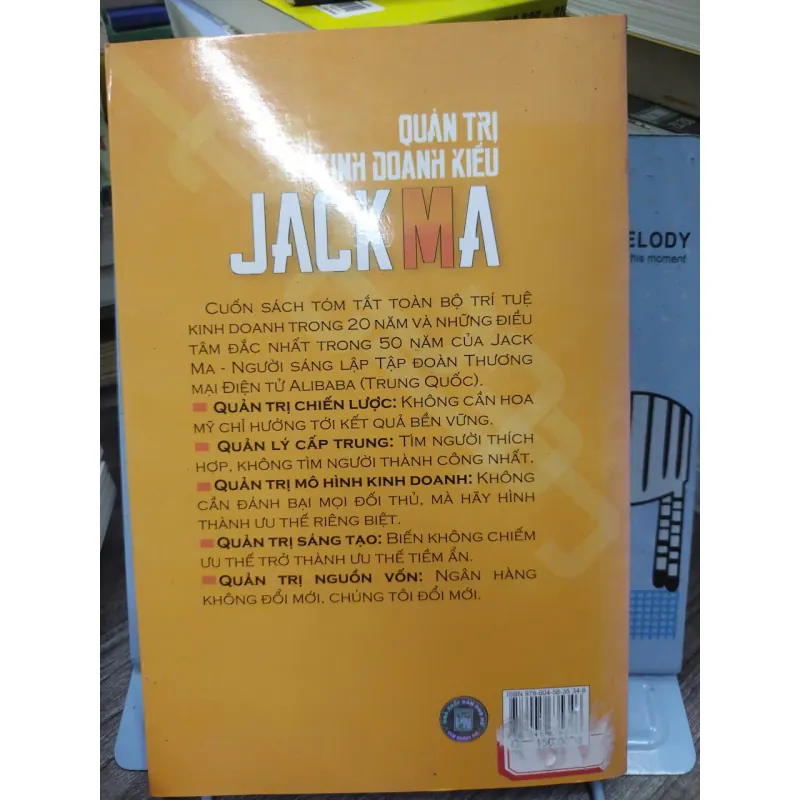 QUẢN TRỊ
KINH DOANH KIỂU
JACK MA
CUỐN SÁCH TÓM TẮT TOÀN BỘ TRÍ TUỆ
KINH DOANH TRONG 20 NĂM VÀ NHỮNG ĐIỀU
TÂM ĐẮC NHẤT TRONG 50 NĂM CỦA JACK
MA - NGƯỜI SÁNG LẬP TẬP ĐOÀN THƯƠNG
MẠI ĐIỆN TỬ ALIBABA (TRUNG QUỐC).
QUẢN TRỊ CHIẾN LƯỢC: KHÔNG CẦN HOA
MỸ CHỈ HƯỚNG TỚI KẾT QUẢ BỀN VỮNG.
QUẢN LÝ CẤP TRUNG: TÌM NGƯỜI THÍCH
HỢP, KHÔNG TÌM NGƯỜI THÀNH CÔNG NHẤT.
QUẢN TRỊ MÔ HÌNH KINH DOANH: KHÔNG
CẦN ĐÁNH BẠI MỌI ĐỐI THỦ, MÀ HÃY HÌNH
THÀNH ƯU THẾ RIÊNG BIỆT.
QUẢN TRỊ SÁNG TẠO: BIẾN KHÔNG CHIẾM
ƯU THẾ TRỞ THÀNH ƯU THẾ TIỀM ẨN.
QUẢN TRỊ NGUỒN VỐN: NGÂN HÀNG
KHÔNG ĐỔI MỚI, CHÚNG TÔI ĐỔI MỚI.
ELODY
his moment